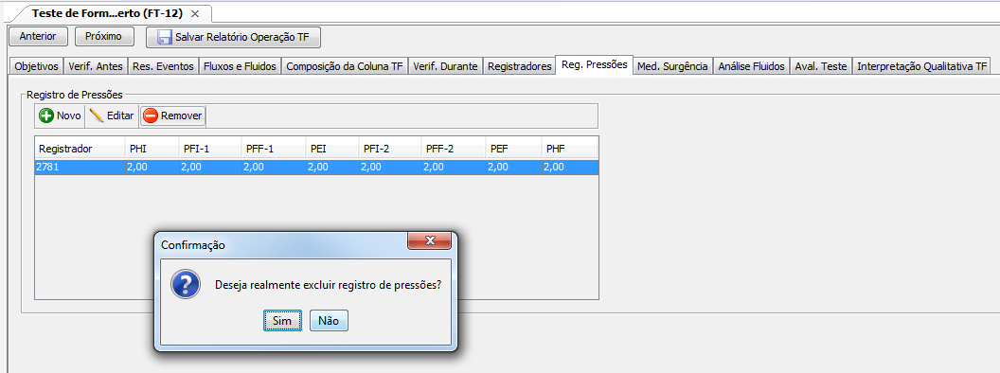 Teste de Form...erto (FT-12)
Anterior Próximo Salvar Relatório Operação TF
Objetivos Verif. Antes Res. Eventos Fluxos e Fluidos Composição da Coluna TF Verif. Durante Registradores Reg. Pressões Med. Surgência Análise Fluidos Aval. Teste Interpretação Qualitativa TF
Registro de Pressões
Novo Editar Remover
Registrador PHI PFI-1 PFF-1 PEI PFI-2 PFF-2 PEF PHF
2781 2,00 2,00 2,00 2,00 2,00 2,00 2,00 2,00
Confirmação
Deseja realmente excluir registro de pressões?
Sim Não